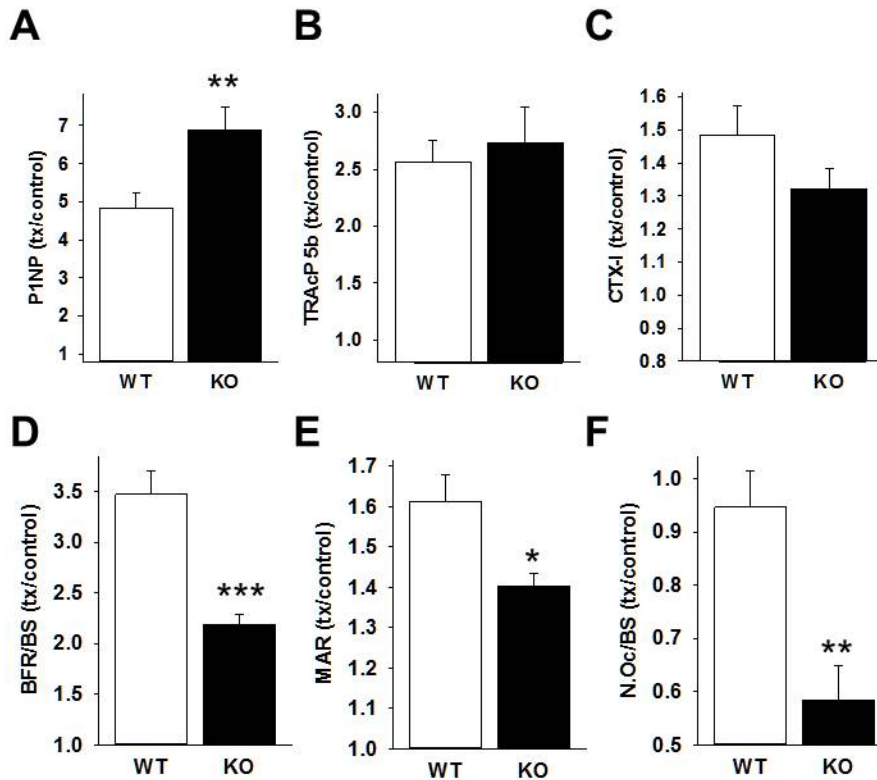 A
B
C
**
P1NP (tx/control)
7
6
5
4
3
2
1
WT KO
TRAcP 5b (tx/control)
3.0
2.5
2.0
1.5
1.0
WT KO
CTX-I (tx/control)
1.6
1.5
1.4
1.3
1.2
1.1
1.0
0.9
0.8
WT KO
D
E
F
BFR/BS (tx/control)
3.5
3.0
2.5
2.0
1.5
1.0
***
WT KO
MAR (tx/control)
1.7
1.6
1.5
1.4
1.3
1.2
1.1
1.0
*
WT KO
N.Oc/BS (tx/control)
1.0
0.9
0.8
0.7
0.6
0.5
**
WT KO